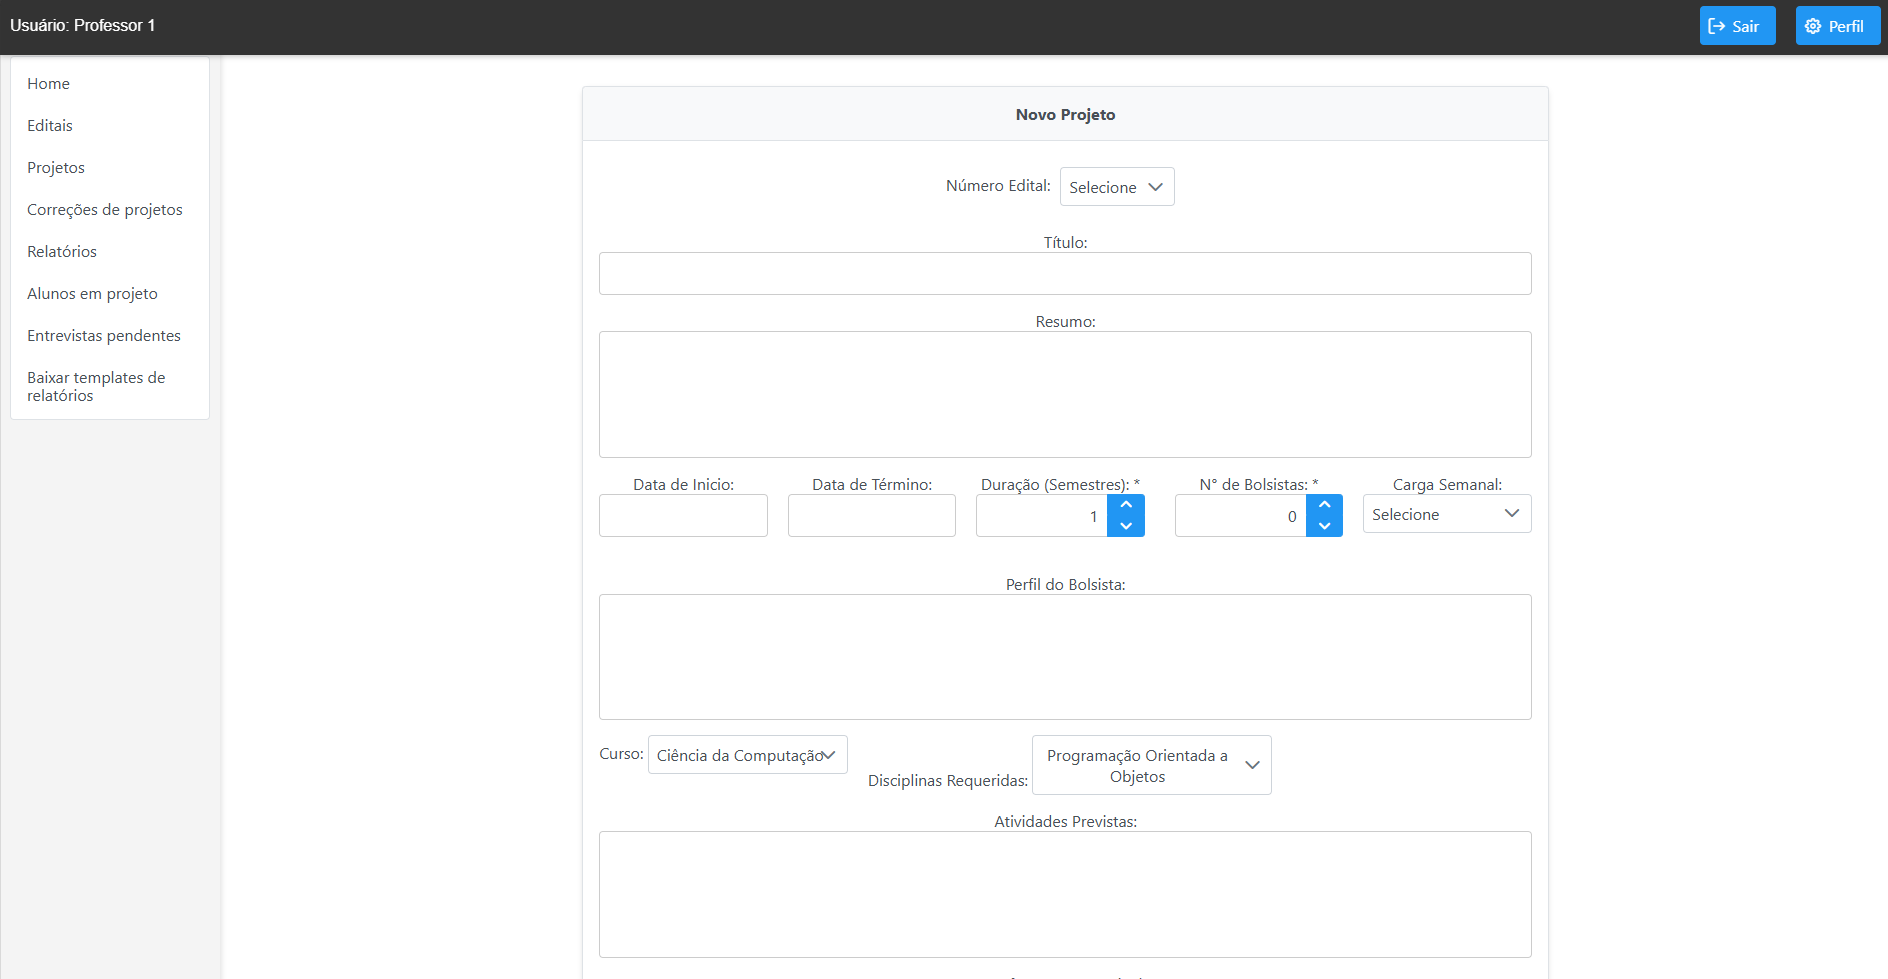 Usuário: Professor 1
Sair
Perfil
Home
Editais
Projetos
Correções de projetos
Relatórios
Alunos em projeto
Entrevistas pendentes
Baixar templates de
relatórios
Novo Projeto
Número Edital: Selecione
Título:
Resumo:
Data de Inicio: Data de Término: Duração (Semestres): * N° de Bolsistas: * Carga Semanal:
1 0 Selecione
Perfil do Bolsista:
Curso: Ciência da Computação
Disciplinas Requeridas: Programação Orientada a
Objetos
Atividades Previstas: